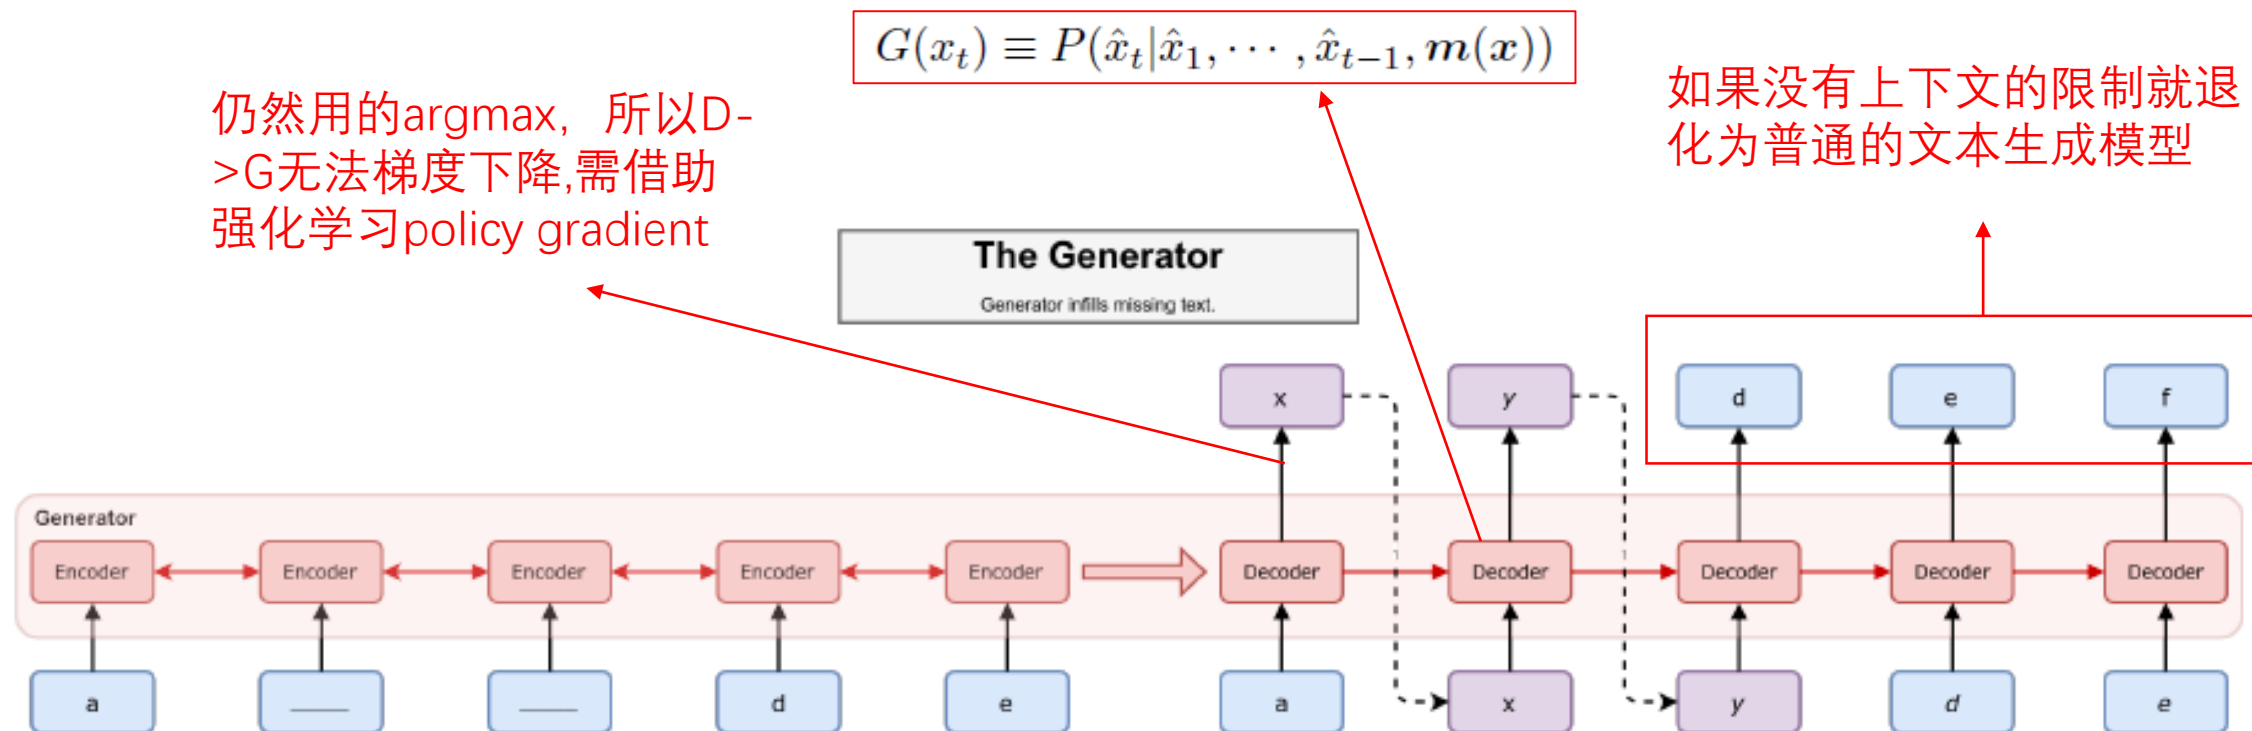 G(x_t) ≡ P(x̂_t|x̂_1, ⋯ , x̂_{t−1}, m(x))
仍然用的argmax，所以D-
>G无法梯度下降,需借助
强化学习policy gradient
如果没有上下文的限制就退
化为普通的文本生成模型
The Generator
Generator infills missing text.
x y d e f
Generator
Encoder Encoder Encoder Encoder Encoder Decoder Decoder Decoder Decoder Decoder
a ____ ____ d e a x y d e